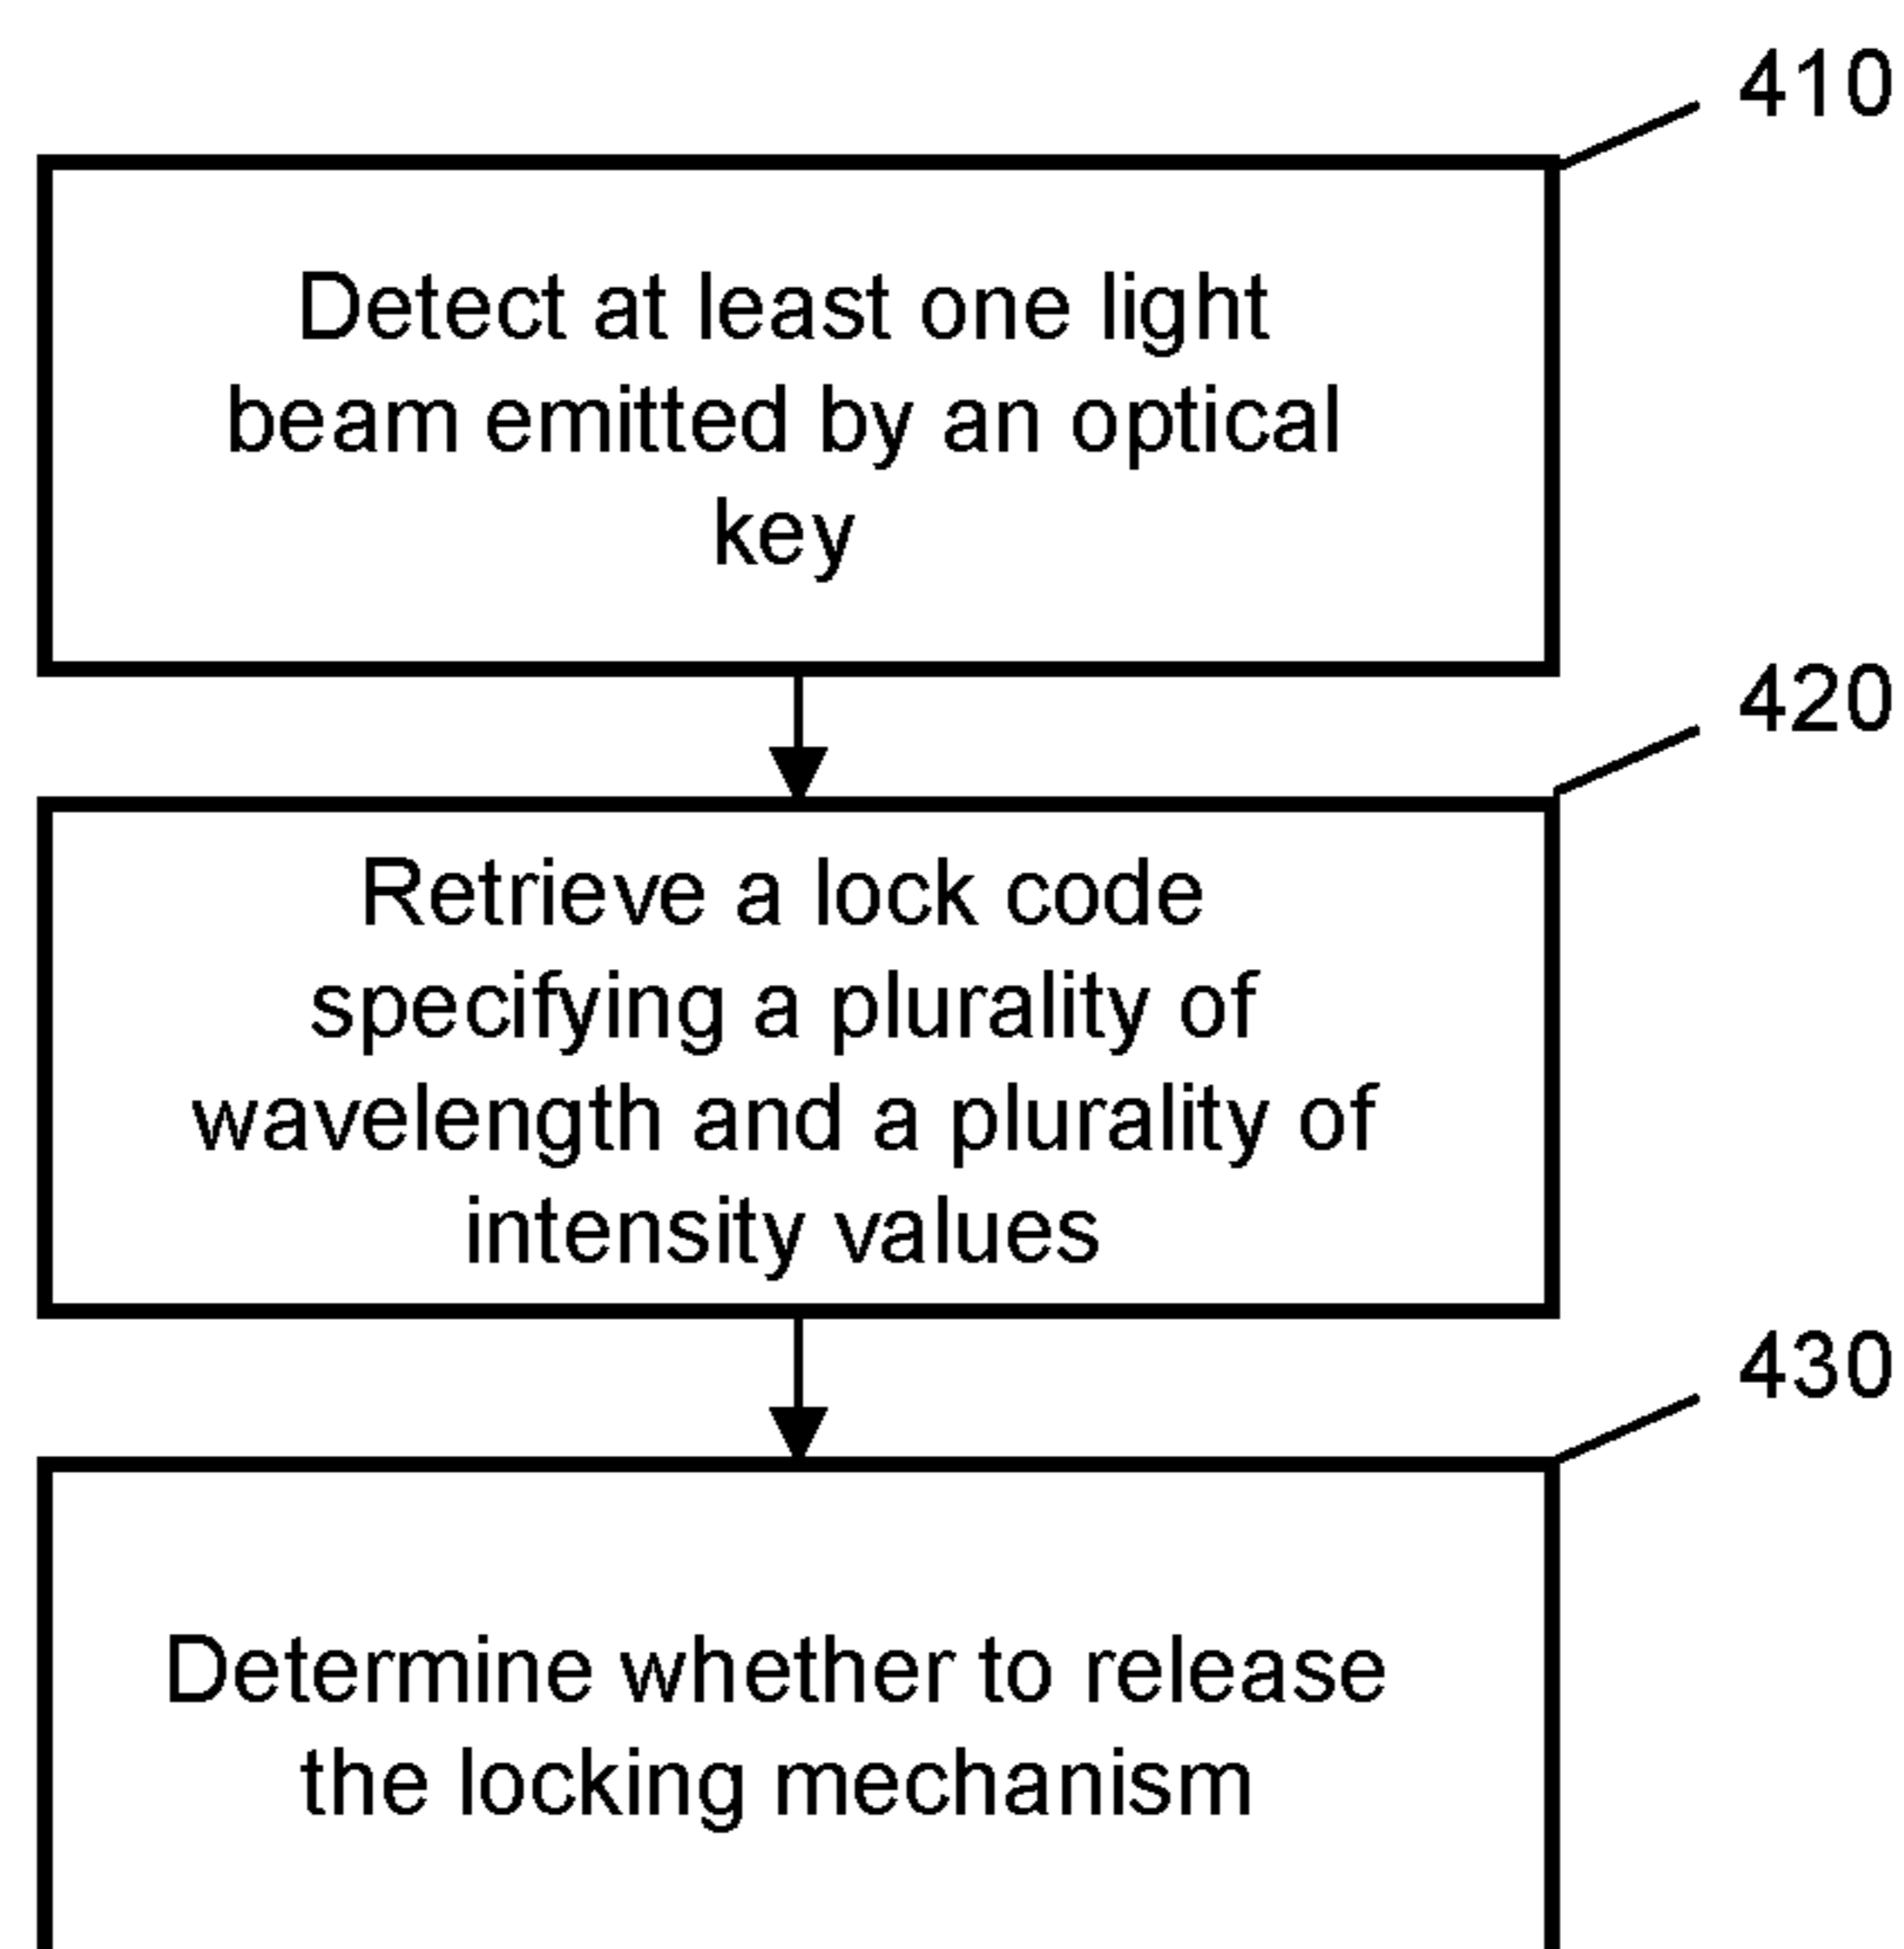 410
Detect at least one light
beam emitted by an optical
key
420
Retrieve a lock code
specifying a plurality of
wavelength and a plurality of
intensity values
430
Determine whether to release
the locking mechanism